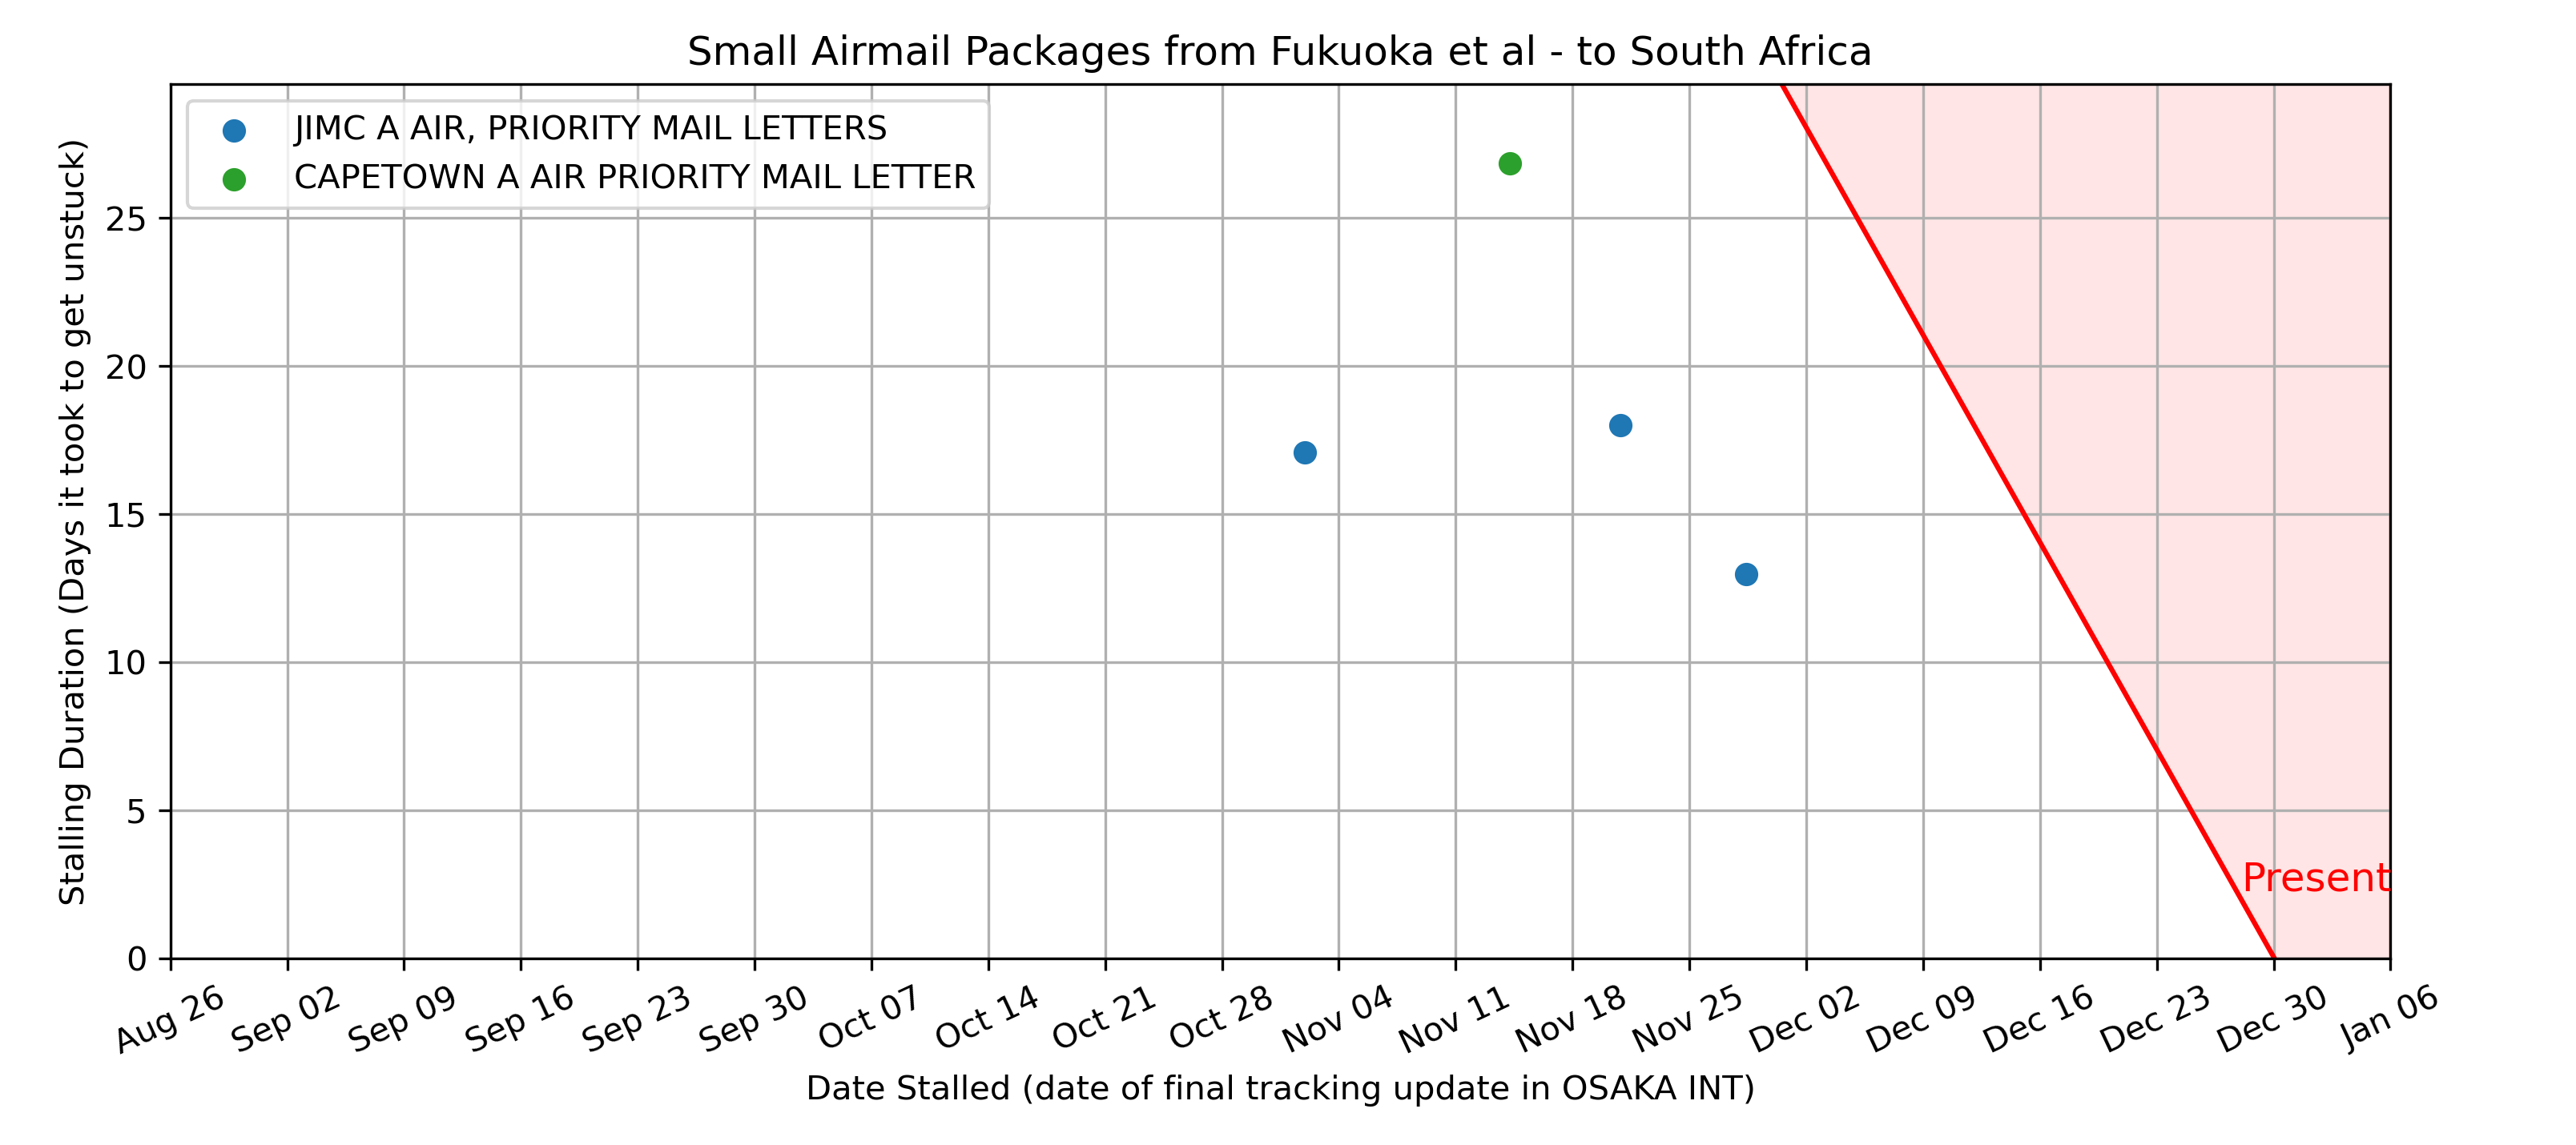 Small Airmail Packages from Fukuoka et al - to South Africa
JIMC A AIR, PRIORITY MAIL LETTERS
CAPETOWN A AIR PRIORITY MAIL LETTER
Stalling Duration (Days it took to get unstuck)
25
20
15
10
5
0
Present
Aug 26
Sep 02
Sep 09
Sep 16
Sep 23
Sep 30
Oct 07
Oct 14
Oct 21
Oct 28
Nov 04
Nov 11
Nov 18
Nov 25
Dec 02
Dec 09
Dec 16
Dec 23
Dec 30
Jan 06
Date Stalled (date of final tracking update in OSAKA INT)